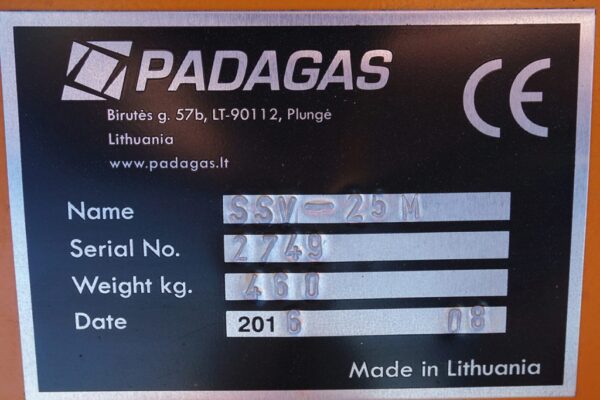 PADAGAS
Birutės g. 57b, LT-90112, Plungė
Lithuania
www.padagas.lt
CE
Name SSV-25M
Serial No. 2749
Weight kg. 460
Date 2016 08
Made in Lithuania